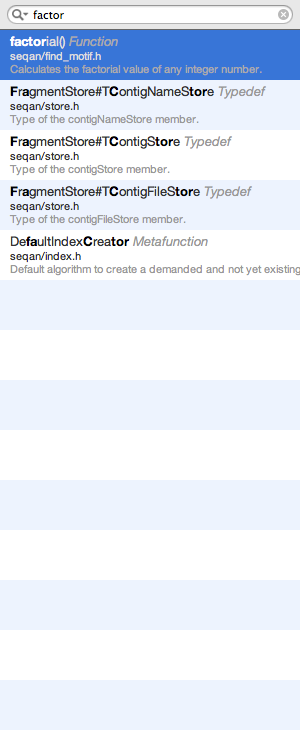 factor
factorial() Function
seqan/find_motif.h
Calculates the factorial value of any integer number.
FragmentStore#TContigNameStore Typedef
seqan/store.h
Type of the contigNameStore member.
FragmentStore#TContigStore Typedef
seqan/store.h
Type of the contigStore member.
FragmentStore#TContigFileStore Typedef
seqan/store.h
Type of the contigFileStore member.
DefaultIndexCreator Metafunction
seqan/index.h
Default algorithm to create a demanded and not yet existing